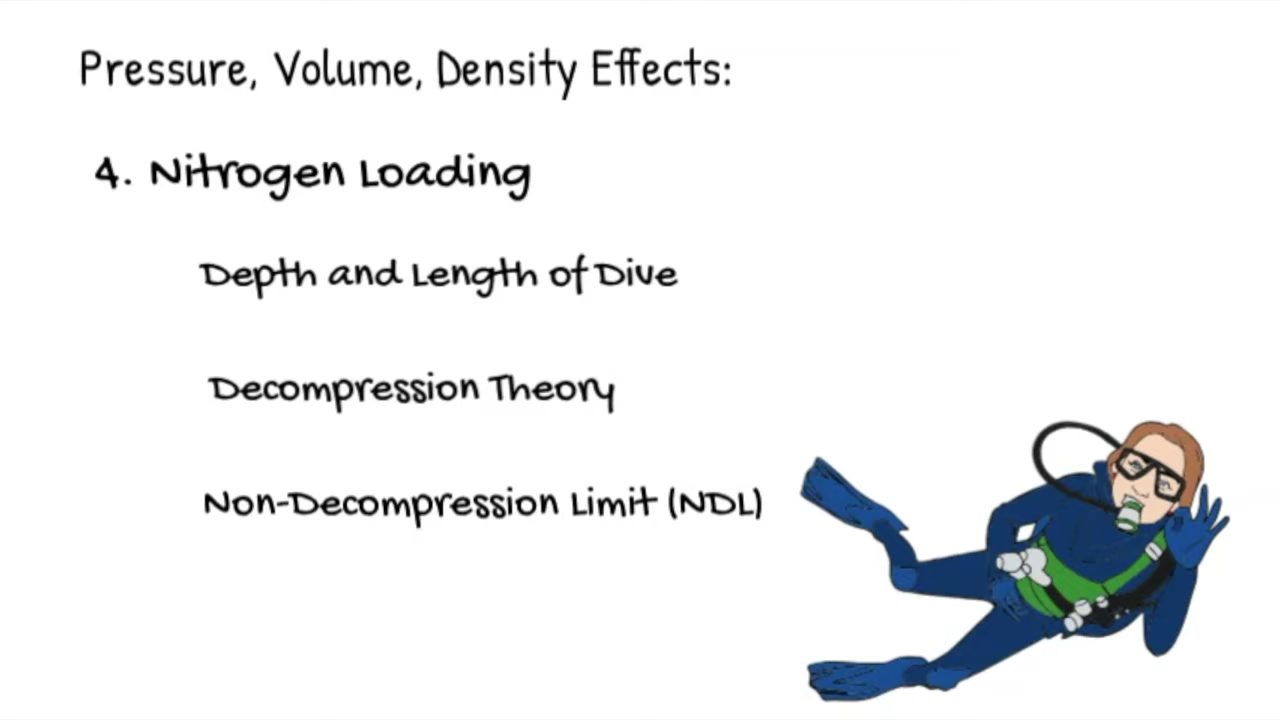 Pressure, Volume, Density Effects:
4. Nitrogen Loading
Depth and Length of Dive
Decompression Theory
Non-Decompression Limit (NDL)